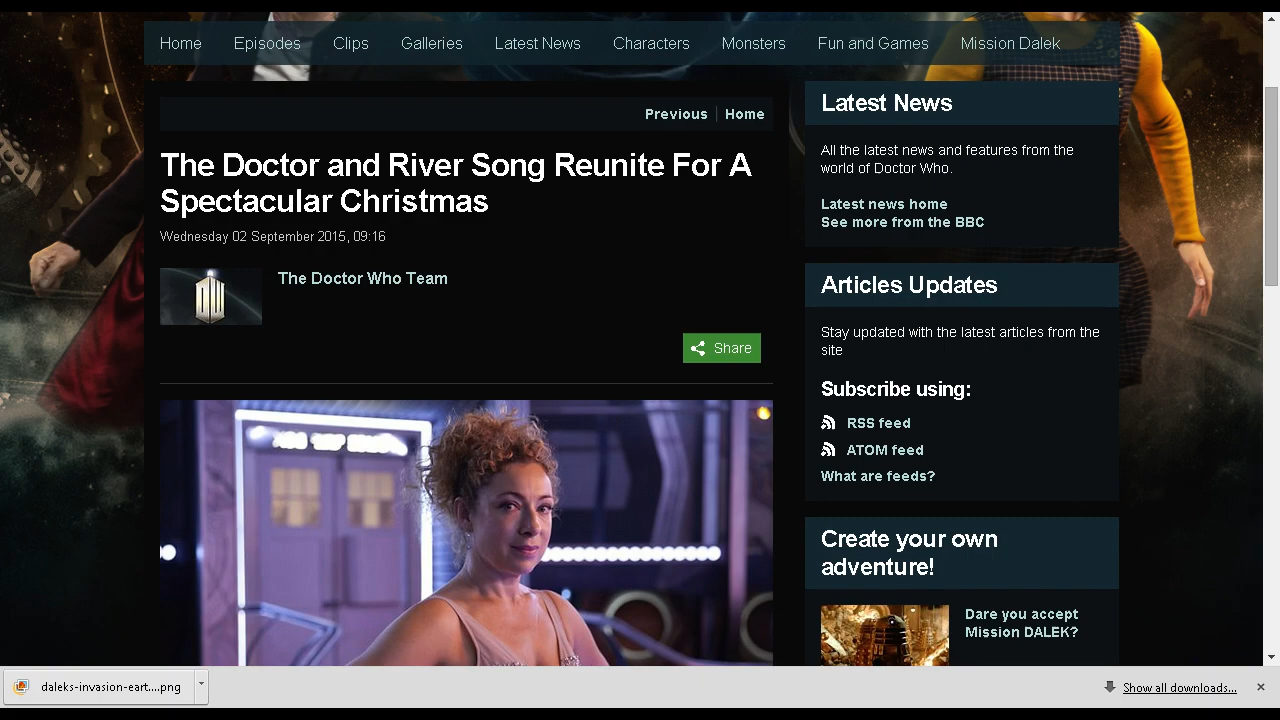 Home Episodes Clips Galleries Latest News Characters Monsters Fun and Games Mission Dalek
Previous Home
The Doctor and River Song Reunite For A
Spectacular Christmas
Wednesday 02 September 2015, 09:16
DW
The Doctor Who Team
Share
Latest News
All the latest news and features from the
world of Doctor Who.
Latest news home
See more from the BBC
Articles Updates
Stay updated with the latest articles from the
site
Subscribe using:
RSS feed
ATOM feed
What are feeds?
Create your own
adventure!
Dare you accept
Mission DALEK?
daleks-invasion-eart....png
Show all downloads...